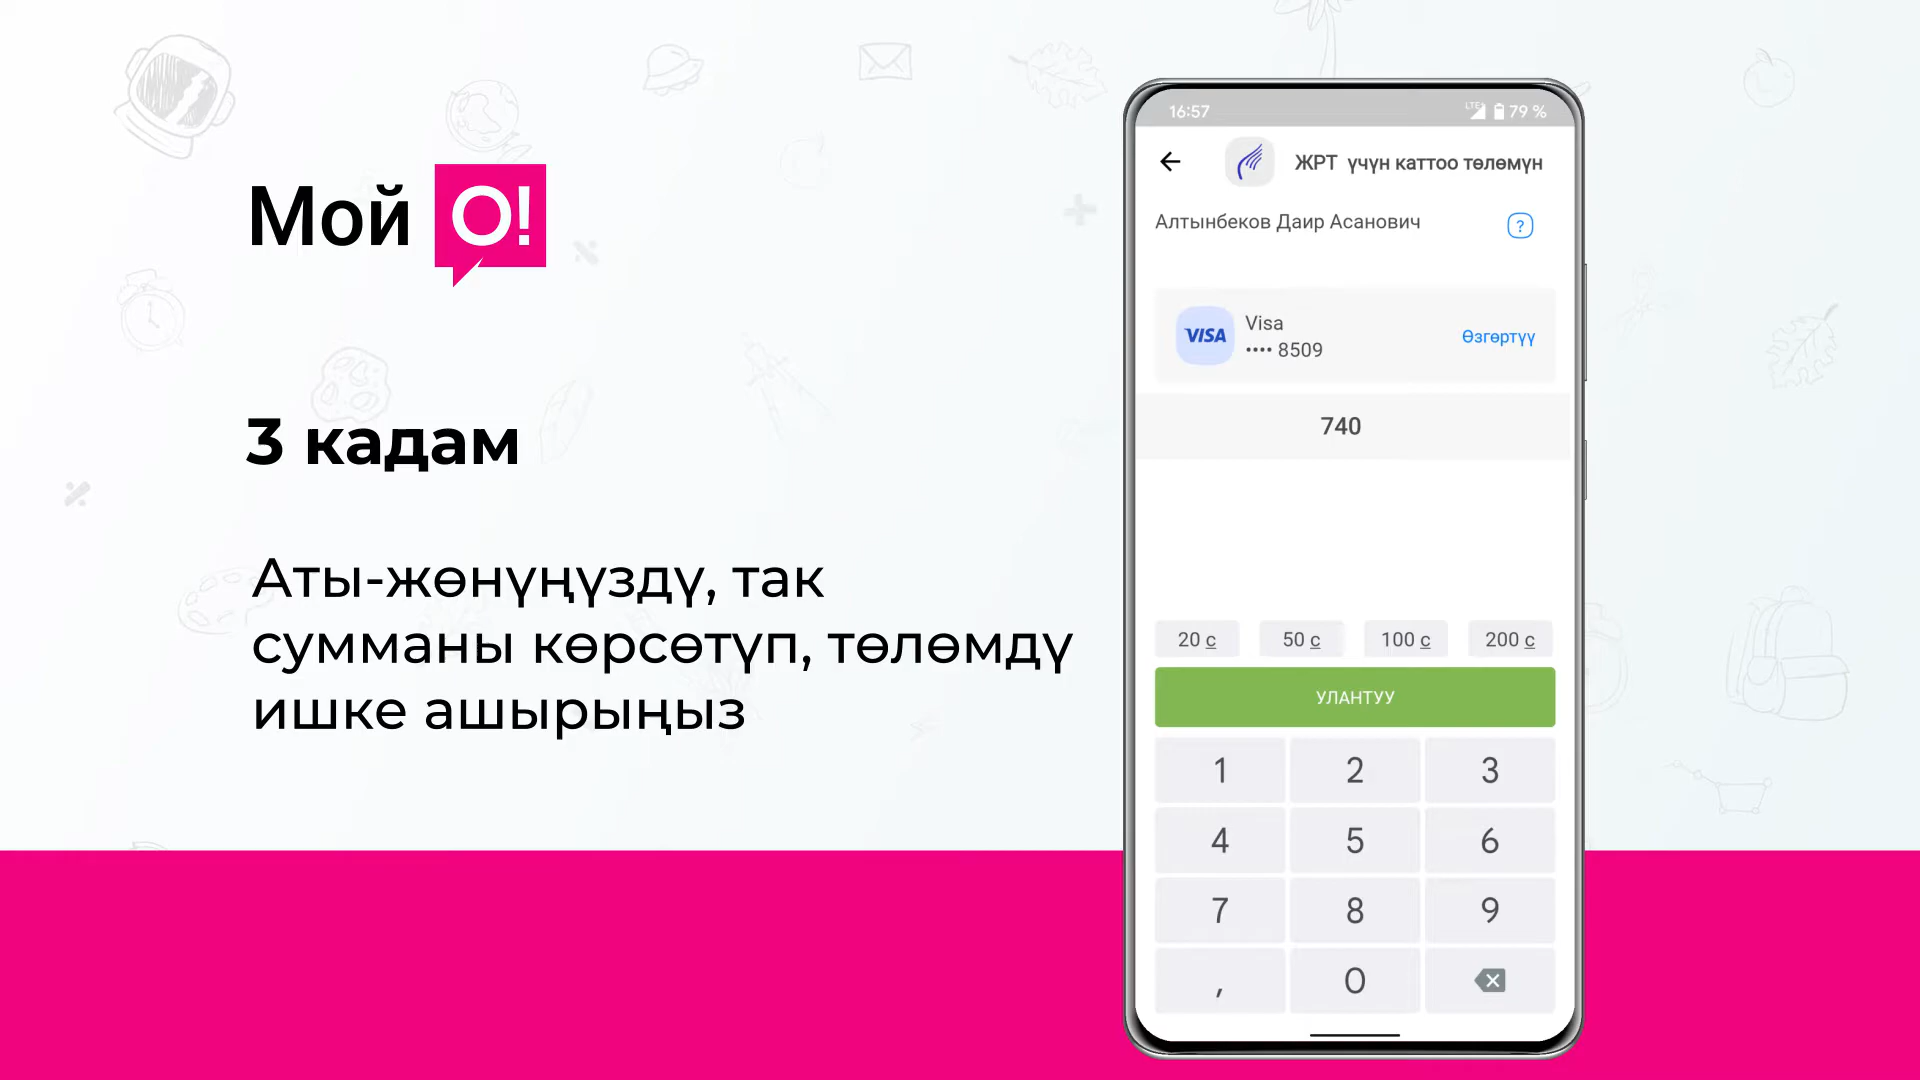 Мой О!
3 кадам
Аты-жөнүңүздү, так
сумманы көрсөтүп, төлөмдү
ишке ашырыңыз
16:57 LTE 79 %
ЖРТ үчүн каттоо төлөмүн
Алтынбеков Даир Асанович ?
VISA Visa
•••• 8509
Өзгөртүү
740
20 с 50 с 100 с 200 с
УЛАНТУУ
1 2 3
4 5 6
7 8 9
, 0